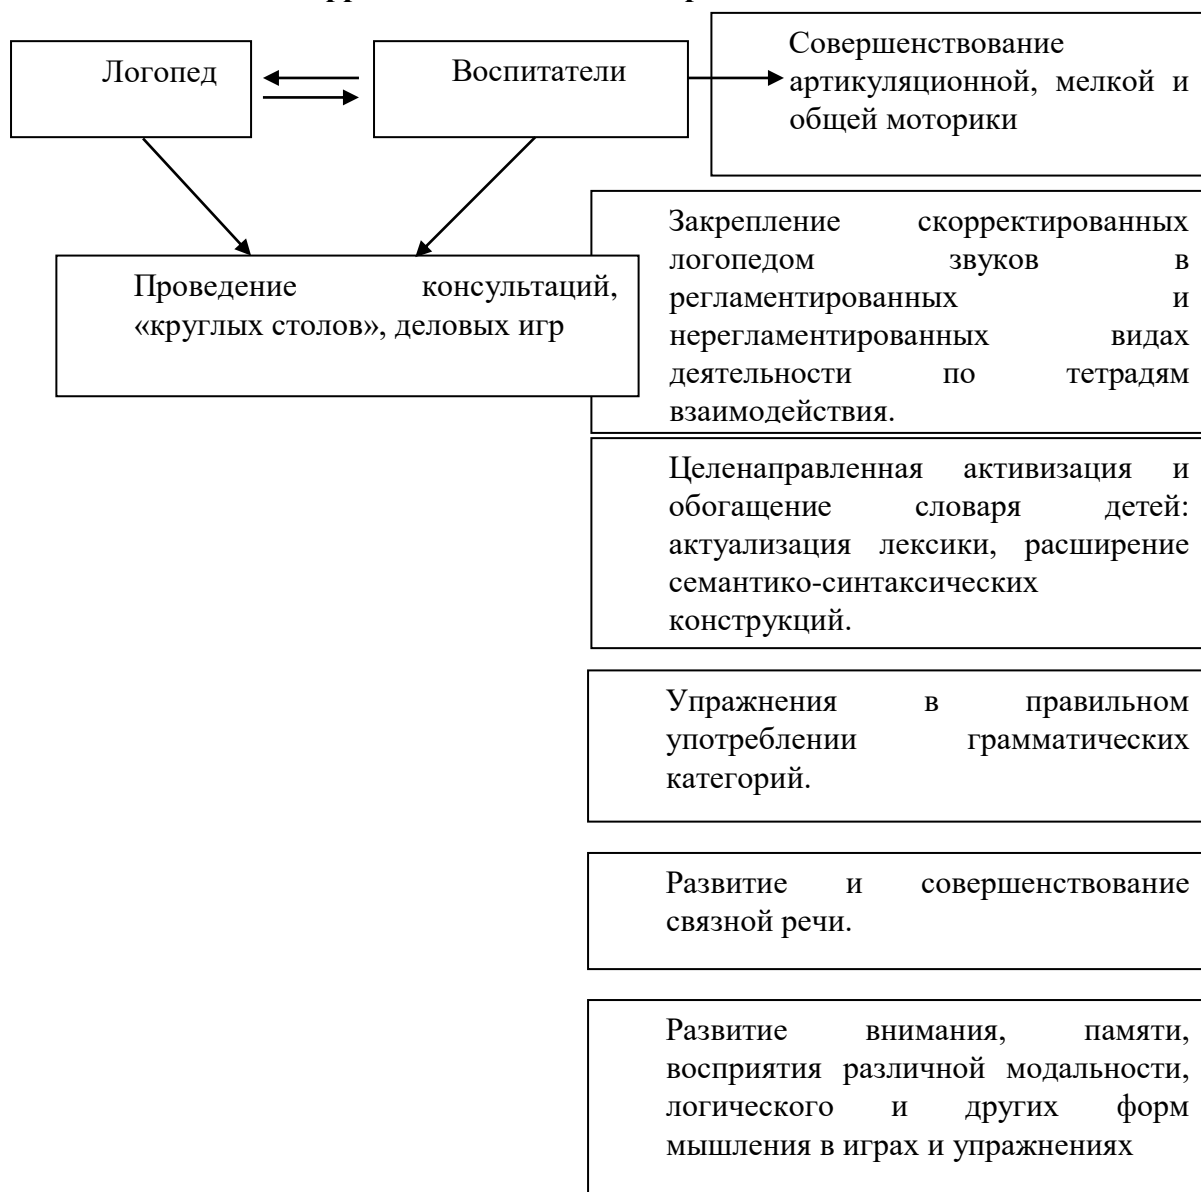 Логопед
Воспитатели
Совершенствование
артикуляционной, мелкой и
общей моторики
Проведение консультаций,
«круглых столов», деловых игр
Закрепление скорректированных
логопедом звуков в
регламентированных и
нерегламентированных видах
деятельности по тетрадям
взаимодействия.
Целенаправленная активизация и
обогащение словаря детей:
актуализация лексики, расширение
семантико-синтаксических
конструкций.
Упражнения в правильном
употреблении грамматических
категорий.
Развитие и совершенствование
связной речи.
Развитие внимания, памяти,
восприятия различной модальности,
логического и других форм
мышления в играх и упражнениях